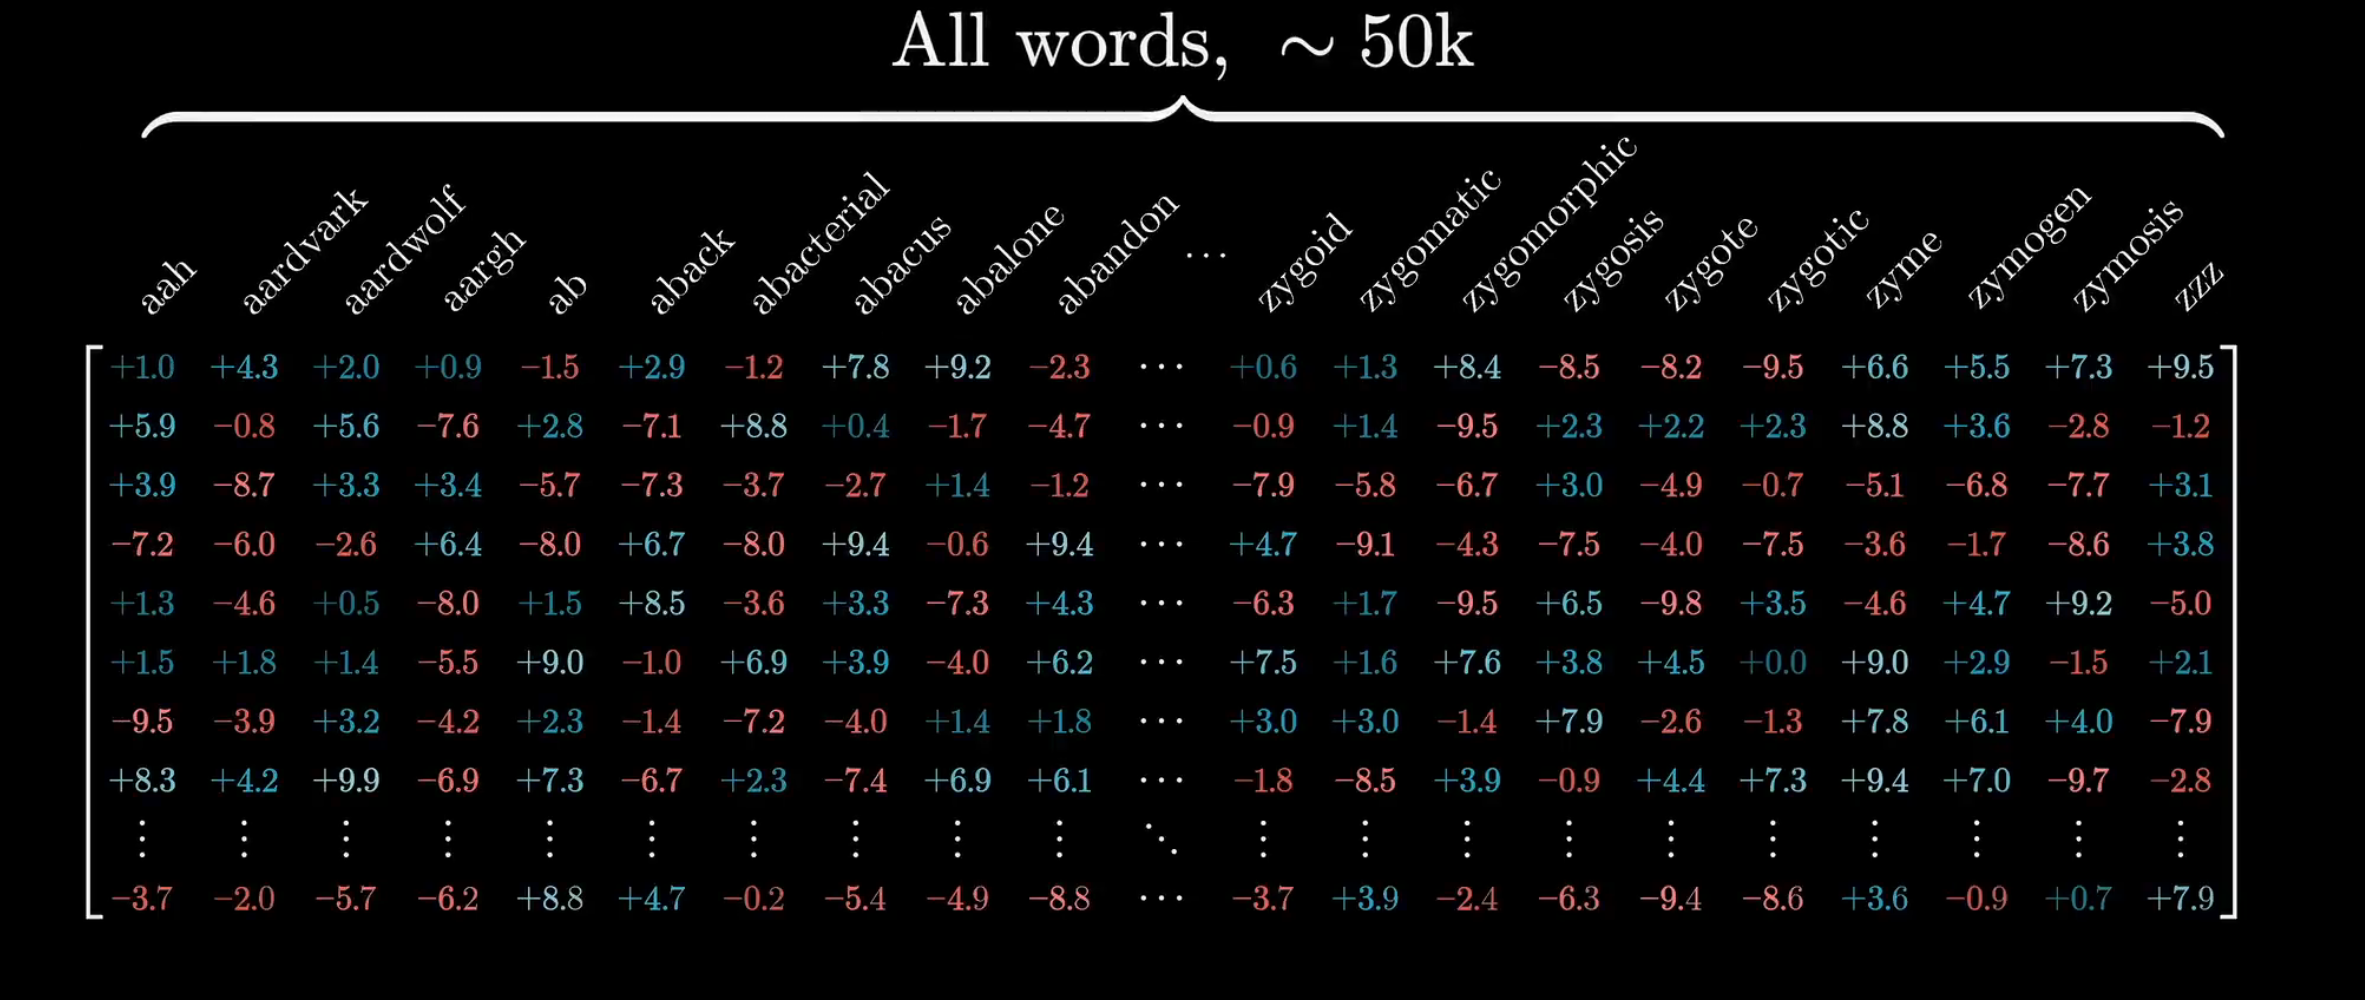 All words, ∼ 50k
aah aardvark aardwolf aargh ab aback abacterial abacus abalone abandon ⋯ zygoid zygomatic zygomorphic zygosis zygote zygotic zyme zymogen zymosis zzz
+1.0 +4.3 +2.0 +0.9 −1.5 +2.9 −1.2 +7.8 +9.2 −2.3 ⋯ +0.6 +1.3 +8.4 −8.5 −8.2 −9.5 +6.6 +5.5 +7.3 +9.5
+5.9 −0.8 +5.6 −7.6 +2.8 −7.1 +8.8 +0.4 −1.7 −4.7 ⋯ −0.9 +1.4 −9.5 +2.3 +2.2 +2.3 +8.8 +3.6 −2.8 −1.2
+3.9 −8.7 +3.3 +3.4 −5.7 −7.3 −3.7 −2.7 +1.4 −1.2 ⋯ −7.9 −5.8 −6.7 +3.0 −4.9 −0.7 −5.1 −6.8 −7.7 +3.1
−7.2 −6.0 −2.6 +6.4 −8.0 +6.7 −8.0 +9.4 −0.6 +9.4 ⋯ +4.7 −9.1 −4.3 −7.5 −4.0 −7.5 −3.6 −1.7 −8.6 +3.8
+1.3 −4.6 +0.5 −8.0 +1.5 +8.5 −3.6 +3.3 −7.3 +4.3 ⋯ −6.3 +1.7 −9.5 +6.5 −9.8 +3.5 −4.6 +4.7 +9.2 −5.0
+1.5 +1.8 +1.4 −5.5 +9.0 −1.0 +6.9 +3.9 −4.0 +6.2 ⋯ +7.5 +1.6 +7.6 +3.8 +4.5 +0.0 +9.0 +2.9 −1.5 +2.1
−9.5 −3.9 +3.2 −4.2 +2.3 −1.4 −7.2 −4.0 +1.4 +1.8 ⋯ +3.0 +3.0 −1.4 +7.9 −2.6 −1.3 +7.8 +6.1 +4.0 −7.9
+8.3 +4.2 +9.9 −6.9 +7.3 −6.7 +2.3 −7.4 +6.9 +6.1 ⋯ −1.8 −8.5 +3.9 −0.9 +4.4 +7.3 +9.4 +7.0 −9.7 −2.8
⋮ ⋮ ⋮ ⋮ ⋮ ⋮ ⋮ ⋮ ⋮ ⋮ ⋱ ⋮ ⋮ ⋮ ⋮ ⋮ ⋮ ⋮ ⋮ ⋮ ⋮
−3.7 −2.0 −5.7 −6.2 +8.8 +4.7 −0.2 −5.4 −4.9 −8.8 ⋯ −3.7 +3.9 −2.4 −6.3 −9.4 −8.6 +3.6 −0.9 +0.7 +7.9